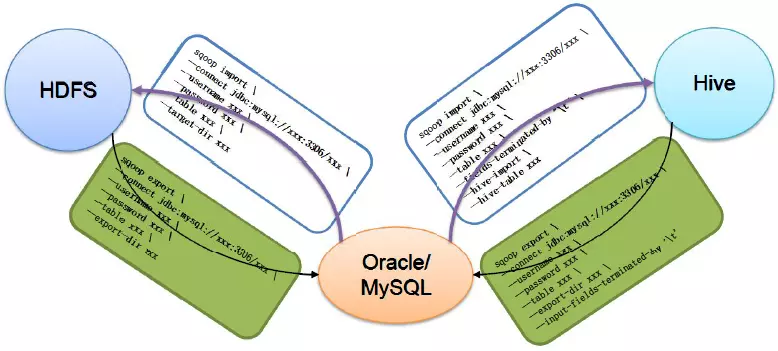 HDFS
sqoop import \
--connect jdbc:mysql://xxx:3306/xxx \
--username xxx \
--password xxx \
--table xxx \
--target-dir xxx
sqoop import \
--connect jdbc:mysql://xxx:3306/xxx \
--username xxx \
--password xxx \
--table xxx \
--fields-terminated-by "\t" \
--hive-import \
--hive-table xxx
Hive
sqoop export \
--connect jdbc:mysql://xxx:3306/xxx \
--username xxx \
--password xxx \
--table xxx \
--export-dir xxx
Oracle/
MySQL
sqoop export \
--connect jdbc:mysql://xxx:3306/xxx \
--username xxx \
--password xxx \
--table xxx \
--export-dir xxx \
--input-fields-terminated-by '\t'